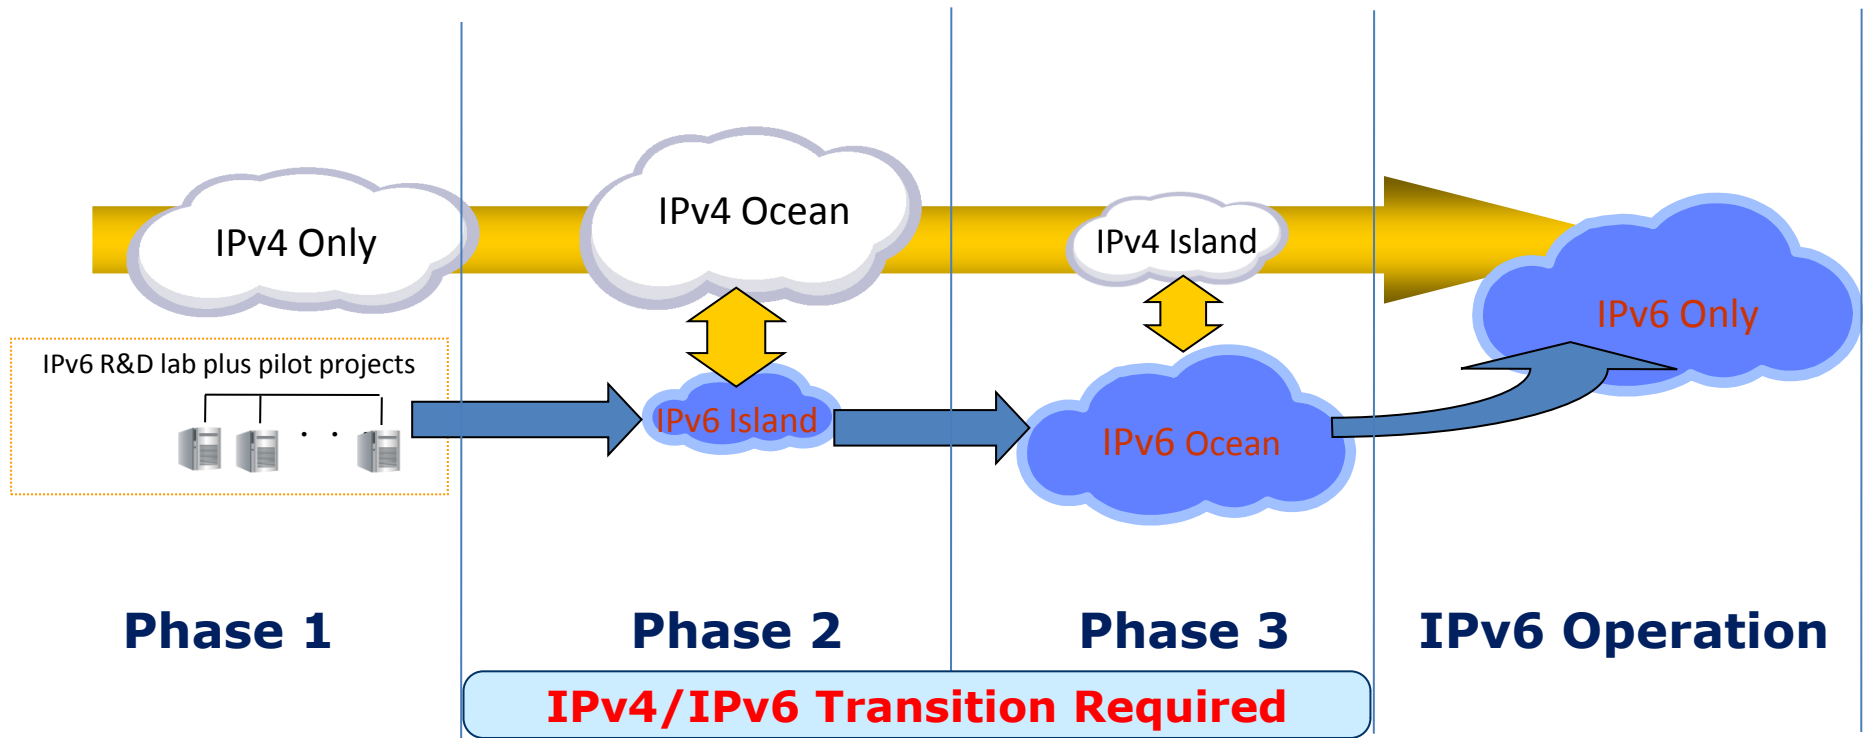 IPv4 Only
IPv4 Ocean
IPv4 Island
IPv6 Only
IPv6 R&D lab plus pilot projects
. .
IPv6 Island
IPv6 Ocean
Phase 1
Phase 2
Phase 3
IPv6 Operation
IPv4/IPv6 Transition Required